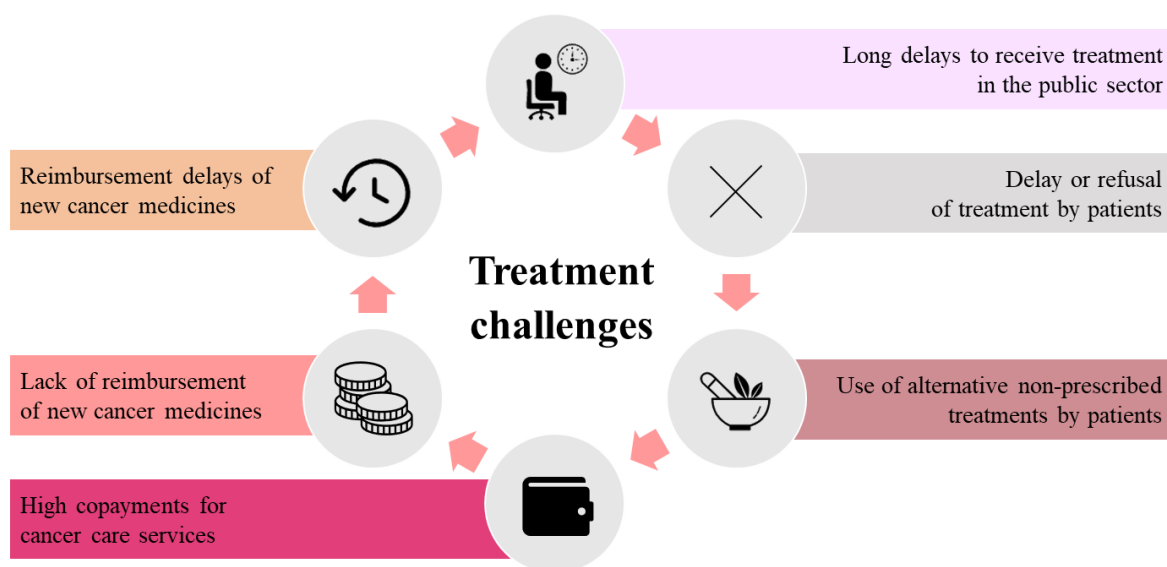 Long delays to receive treatment
in the public sector
Reimbursement delays of
new cancer medicines
Delay or refusal
of treatment by patients
Treatment
challenges
Lack of reimbursement
of new cancer medicines
Use of alternative non-prescribed
treatments by patients
High copayments for
cancer care services